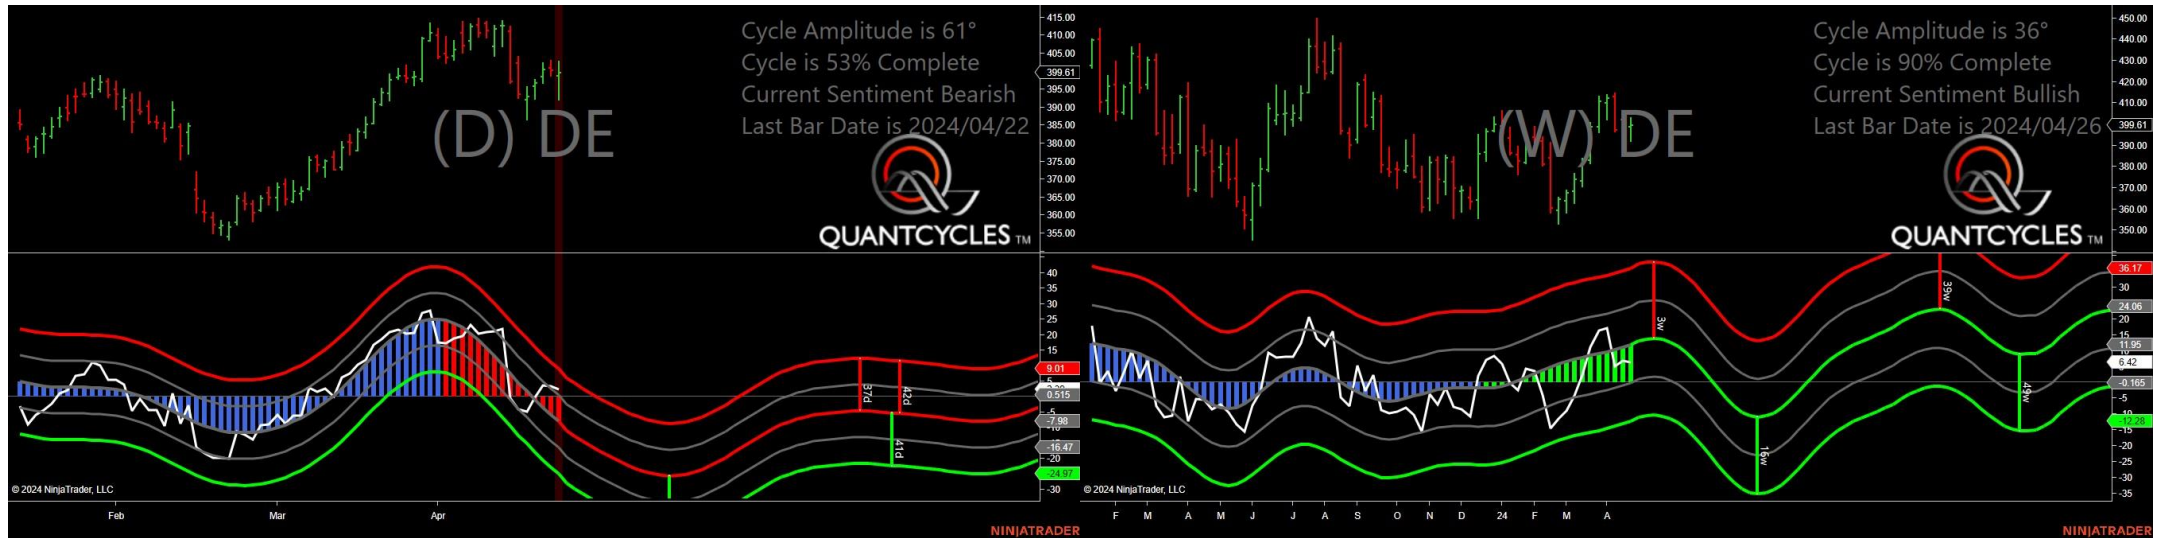 Cycle Amplitude is 61°
Cycle is 53% Complete
Current Sentiment Bearish
Last Bar Date is 2024/04/22
(D) DE
QUANTCYCLES TM
415.00
410.00
405.00
399.61
395.00
390.00
385.00
380.00
375.00
370.00
365.00
360.00
355.00
40
35
30
25
20
15
9.01
0.515
-5
-7.98
-16.47
-20
-24.97
-30
37d
42d
41d
© 2024 NinjaTrader, LLC
Feb Mar Apr
NINJATRADER
Cycle Amplitude is 36°
Cycle is 90% Complete
Current Sentiment Bullish
Last Bar Date is 2024/04/26
(W) DE
QUANTCYCLES TM
450.00
440.00
430.00
420.00
410.00
399.61
390.00
380.00
370.00
360.00
350.00
36.17
30
24.06
20
15
11.95
6.42
-0.165
-5
-12.28
-15
-20
-25
-30
-35
3w
16w
39w
49w
© 2024 NinjaTrader, LLC
F M A M J J A S O N D 24 F M A
NINJATRADER